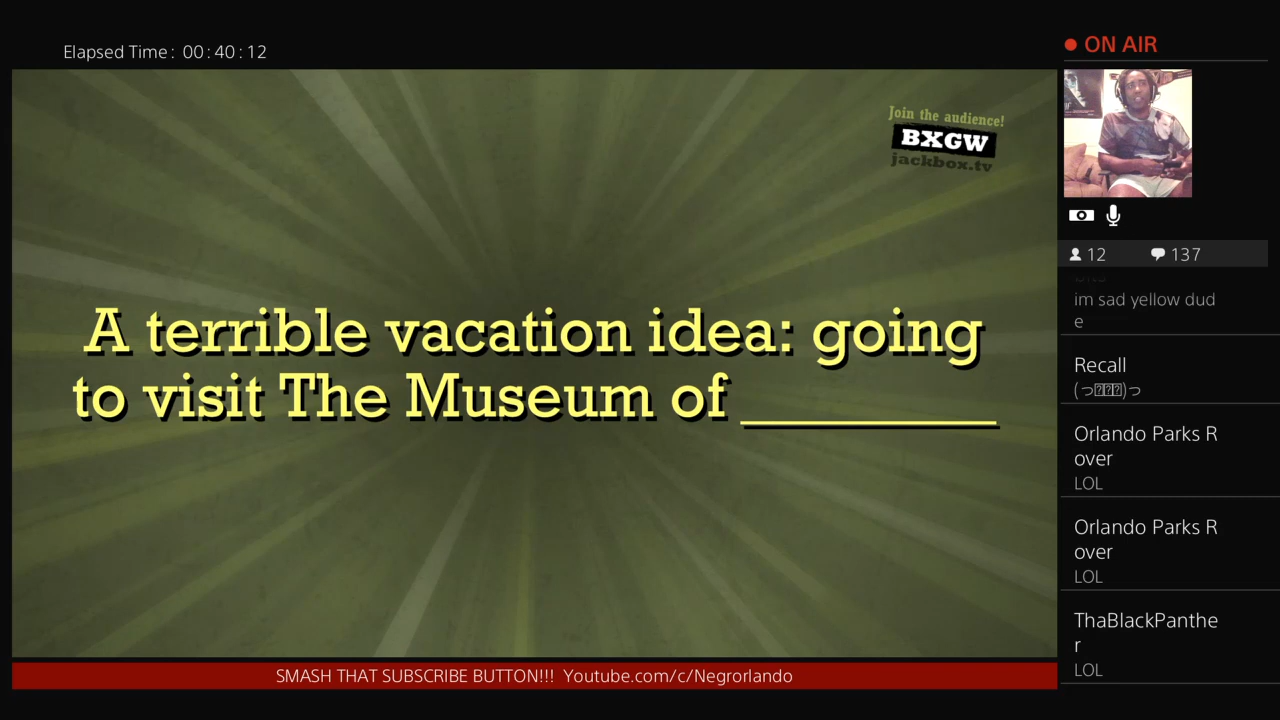 Elapsed Time: 00:40:12
ON AIR
Join the audience!
BXGW
jackbox.tv
A terrible vacation idea: going
to visit The Museum of ________
12
137
im sad yellow dud
e
Recall
Orlando Parks R
over
LOL
Orlando Parks R
over
LOL
ThaBlackPanthe
r
LOL
SMASH THAT SUBSCRIBE BUTTON!!! Youtube.com/c/Negrorlando